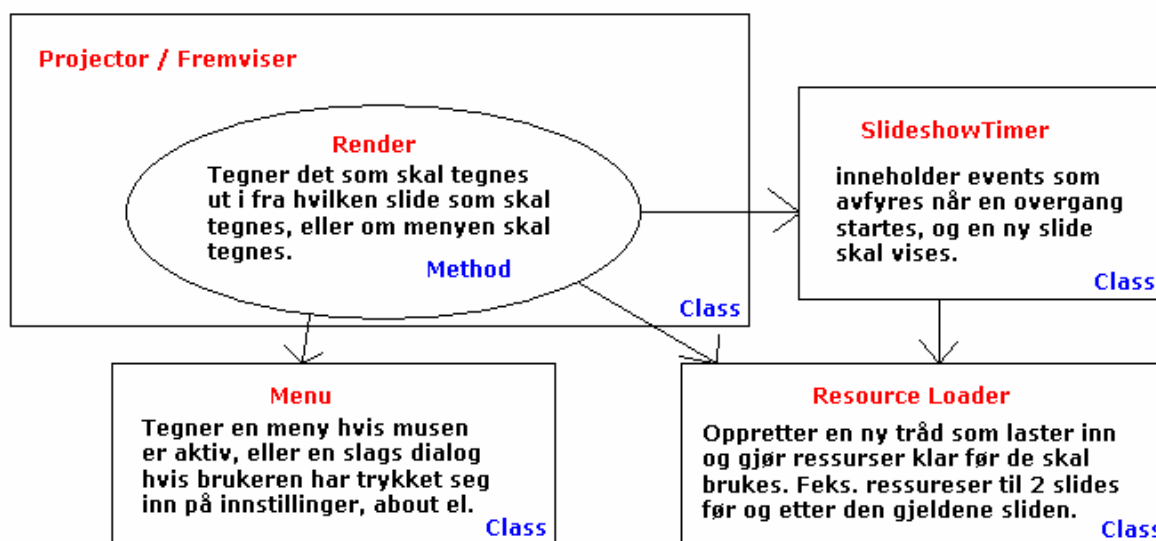 Projector / Fremviser
Render
Tegner det som skal tegnes
ut i fra hvilken slide som skal
tegnes, eller om menyen skal
tegnes.
Method
Class
SlideshowTimer
inneholder events som
avfyres når en overgang
startes, og en ny slide
skal vises.
Class
Menu
Tegner en meny hvis musen
er aktiv, eller en slags dialog
hvis brukeren har trykket seg
inn på innstillinger, about el.
Class
Resource Loader
Oppretter en ny tråd som laster inn
og gjør ressurser klar før de skal
brukes. Feks. ressureser til 2 slides
før og etter den gjeldene sliden.
Class